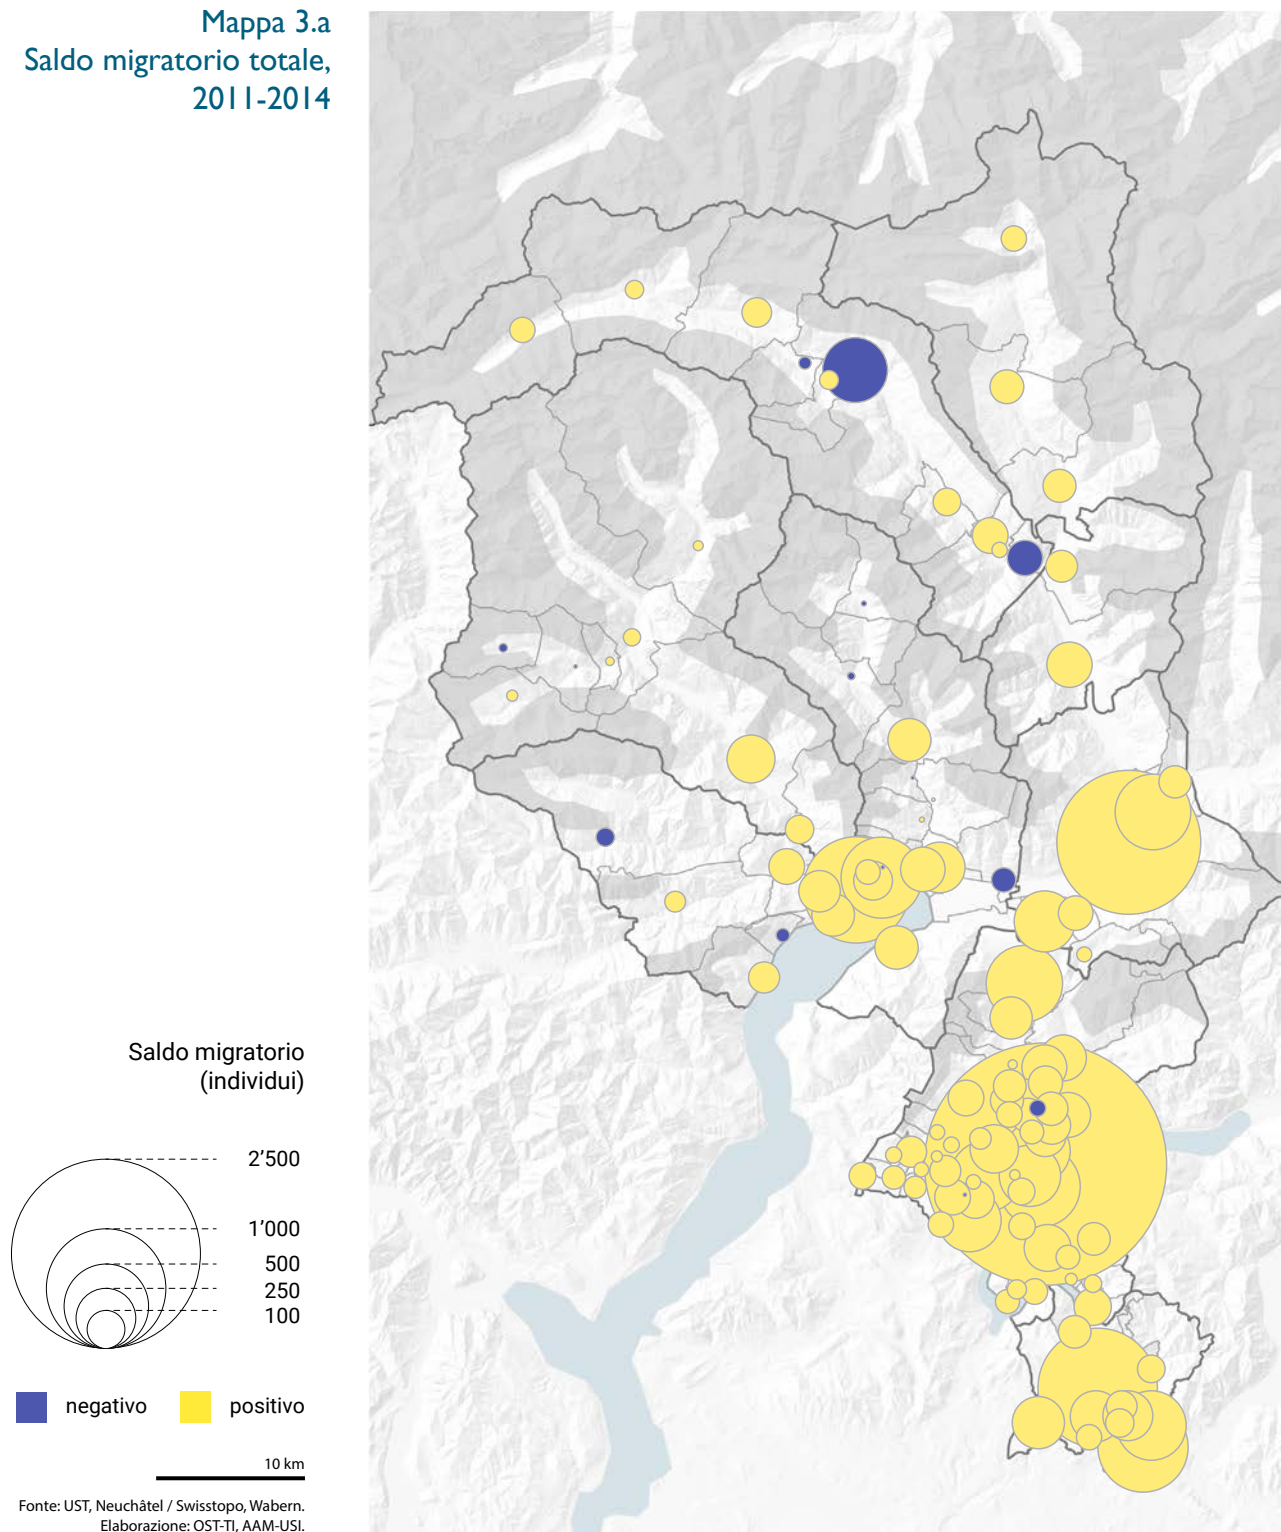 Mappa 3.a
Saldo migratorio totale,
2011-2014
Saldo migratorio
(individui)
2’500
1’000
500
250
100
negativo positivo
10 km
Fonte: UST, Neuchâtel / Swisstopo, Wabern.
Elaborazione: OST-TI, AAM-USI.